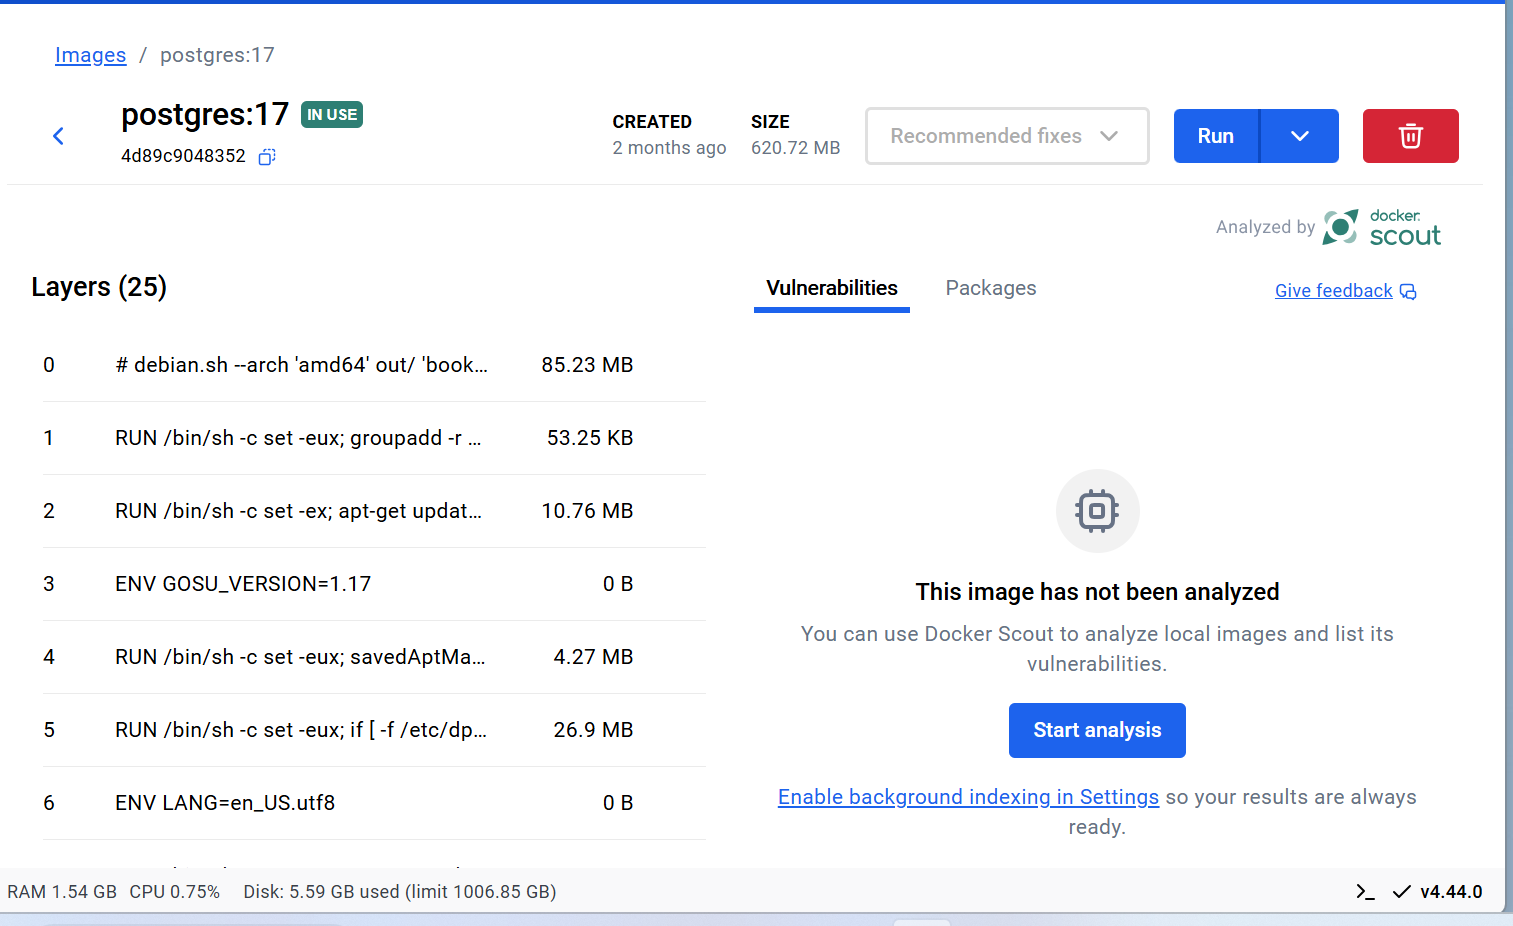 Images / postgres:17
postgres:17 IN USE
4d89c9048352
CREATED
2 months ago
SIZE
620.72 MB
Recommended fixes
Run
Analyzed by docker scout
Layers (25)
Vulnerabilities Packages Give feedback
0 # debian.sh --arch 'amd64' out/ 'book... 85.23 MB
1 RUN /bin/sh -c set -eux; groupadd -r ... 53.25 KB
2 RUN /bin/sh -c set -ex; apt-get updat... 10.76 MB
3 ENV GOSU_VERSION=1.17 0 B
4 RUN /bin/sh -c set -eux; savedAptMa... 4.27 MB
5 RUN /bin/sh -c set -eux; if [ -f /etc/dp... 26.9 MB
6 ENV LANG=en_US.utf8 0 B
This image has not been analyzed
You can use Docker Scout to analyze local images and list its
vulnerabilities.
Start analysis
Enable background indexing in Settings so your results are always
ready.
RAM 1.54 GB CPU 0.75% Disk: 5.59 GB used (limit 1006.85 GB) >_ v4.44.0